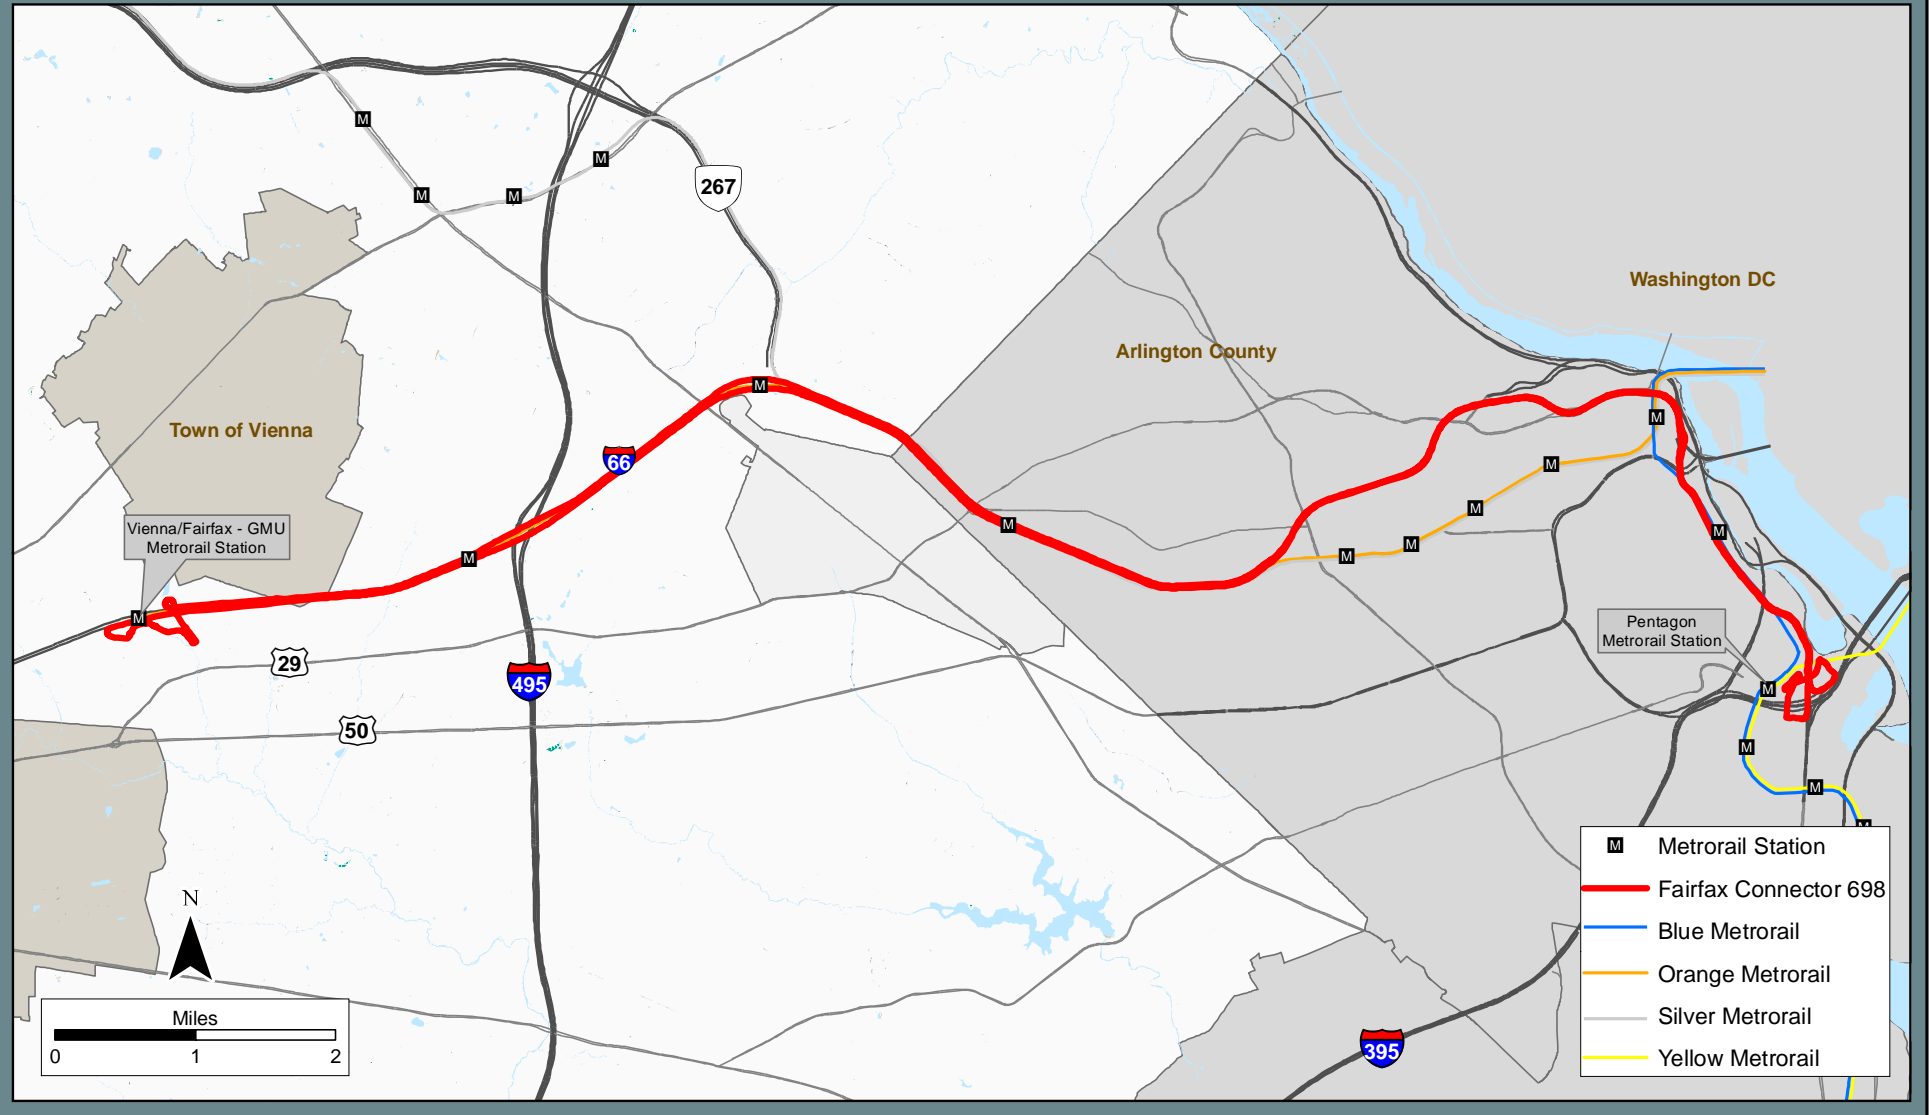 M
M
M
M
267
Washington DC
Arlington County
M
M
Town of Vienna
66
M
M
M
Vienna/Fairfax - GMU
Metrorail Station
M
M
M
M
M
M
Pentagon
Metrorail Station
29
495
M
50
M
M
M
M Metrorail Station
Fairfax Connector 698
N
Blue Metrorail
Orange Metrorail
Miles
Silver Metrorail
0 1 2
395
Yellow Metrorail